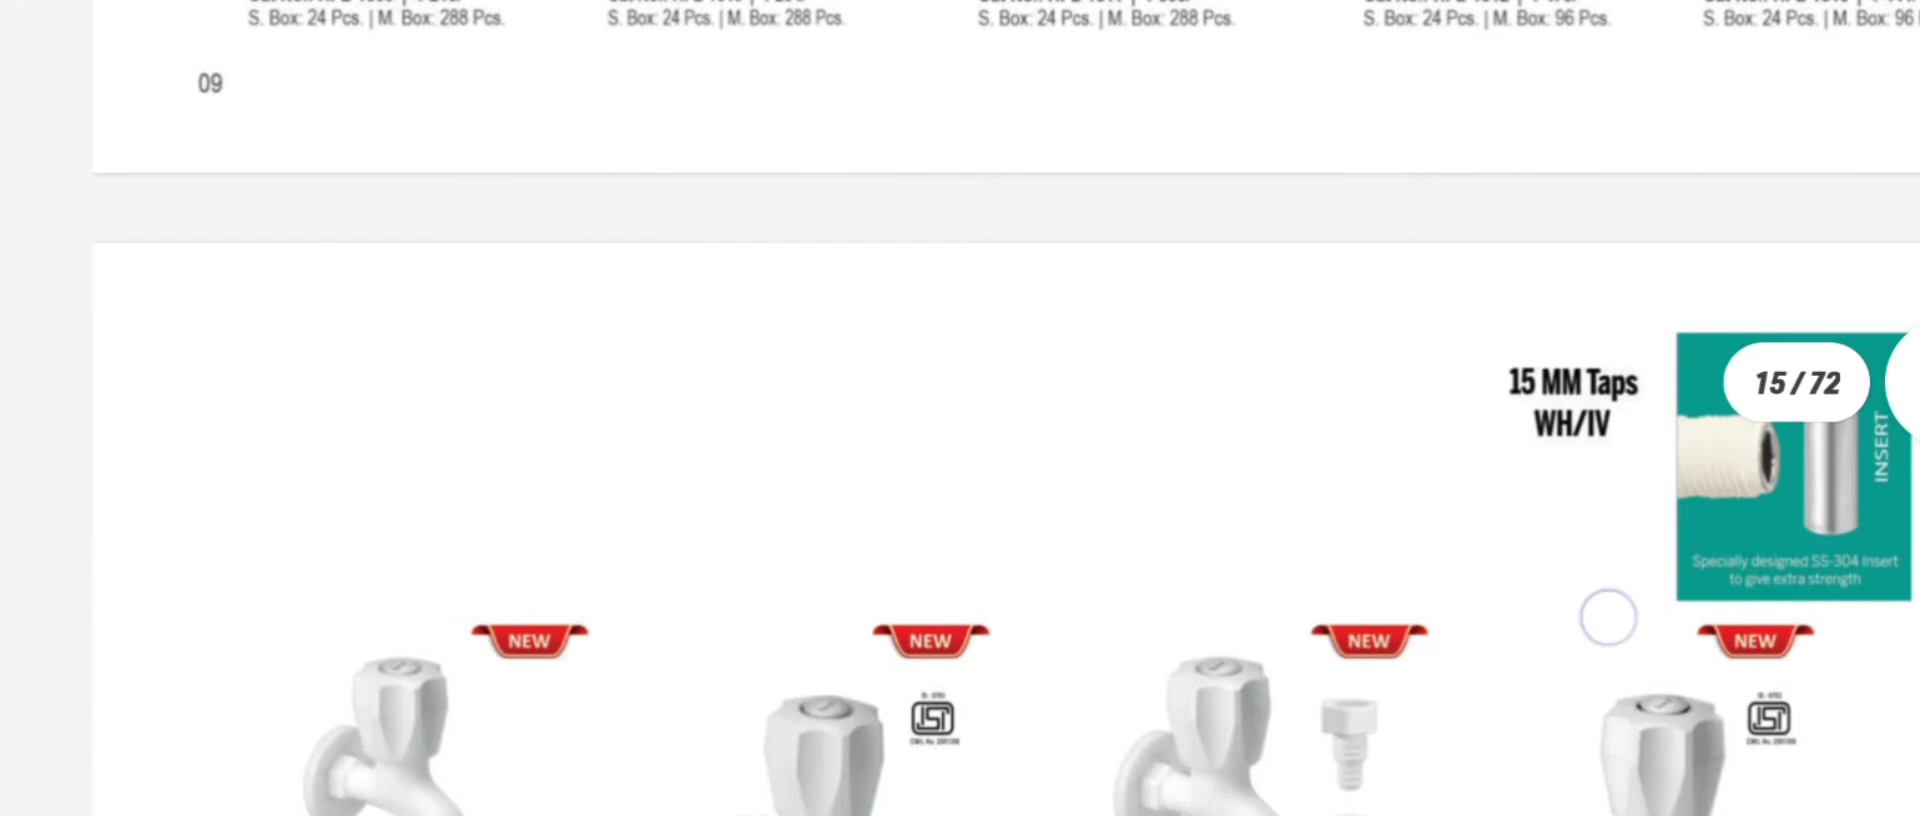 S. Box: 24 Pcs. | M. Box: 288 Pcs.
S. Box: 24 Pcs. | M. Box: 288 Pcs.
S. Box: 24 Pcs. | M. Box: 288 Pcs.
S. Box: 24 Pcs. | M. Box: 96 Pcs.
S. Box: 24 Pcs. | M. Box: 96
09
15 MM Taps
WH/IV
15 / 72
INSERT
Specially designed SS-304 Insert
to give extra strength
NEW
NEW
NEW
NEW
ISI
ISI